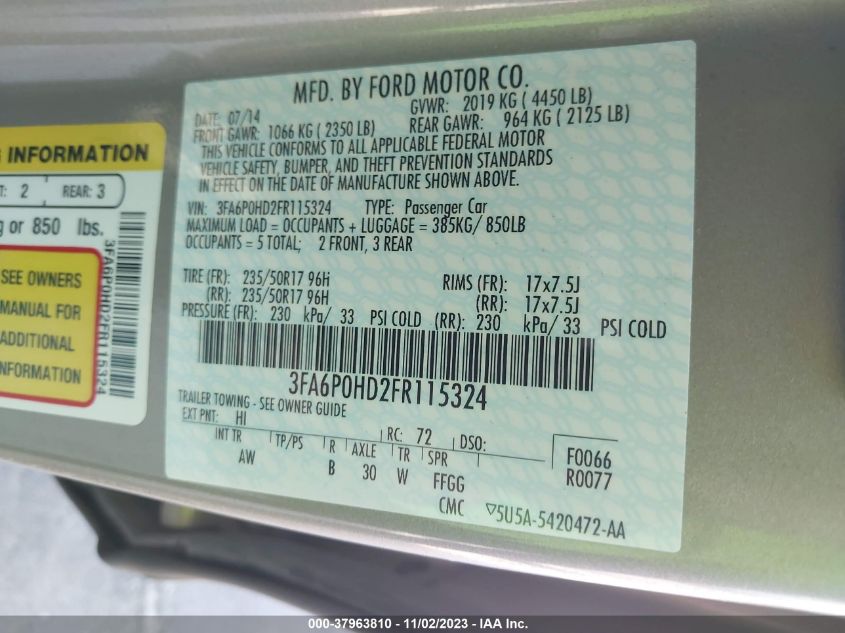 MFD. BY FORD MOTOR CO.
DATE: 07/14 GVWR: 2019 KG ( 4450 LB)
FRONT GAWR: 1066 KG ( 2350 LB) REAR GAWR: 964 KG ( 2125 LB)
THIS VEHICLE CONFORMS TO ALL APPLICABLE FEDERAL MOTOR
VEHICLE SAFETY, BUMPER, AND THEFT PREVENTION STANDARDS
IN EFFECT ON THE DATE OF MANUFACTURE SHOWN ABOVE.
VIN: 3FA6P0HD2FR115324 TYPE: Passenger Car
MAXIMUM LOAD = OCCUPANTS + LUGGAGE = 385KG/ 850LB
OCCUPANTS = 5 TOTAL; 2 FRONT, 3 REAR
TIRE (FR): 235/50R17 96H RIMS (FR): 17x7.5J
(RR): 235/50R17 96H (RR): 17x7.5J
PRESSURE (FR): 230 kPa/ 33 PSI COLD (RR): 230 kPa/ 33 PSI COLD
3FA6P0HD2FR115324
TRAILER TOWING - SEE OWNER GUIDE
EXT PNT: HI RC: 72 DSO:
INT TR TP/PS R AXLE TR SPR F0066
AW B 30 W FFGG R0077
CMC ▽5U5A-5420472-AA
INFORMATION
2 REAR: 3
or 850 lbs.
SEE OWNERS
MANUAL FOR
ADDITIONAL
INFORMATION
3FA6P0HD2FR115324
000-37963810 - 11/02/2023 - IAA Inc.